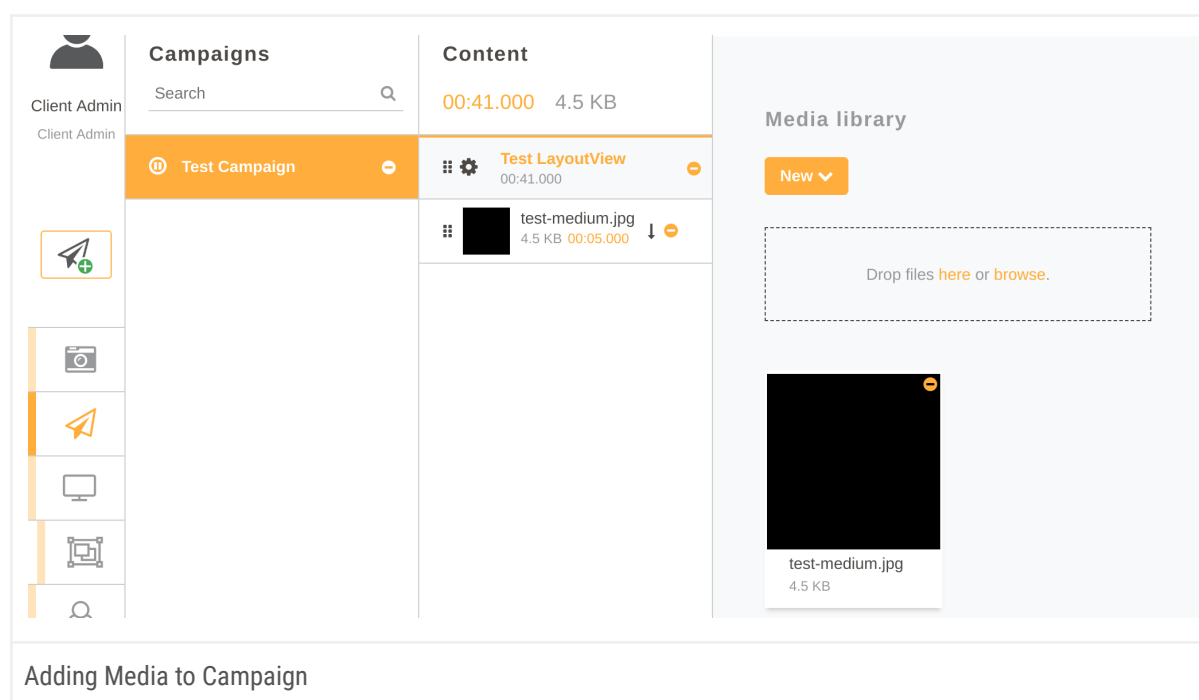 Client Admin
Client Admin
Campaigns
Search
Test Campaign
Content
00:41.000 4.5 KB
Test LayoutView
00:41.000
test-medium.jpg
4.5 KB 00:05.000
Media library
New
Drop files here or browse.
test-medium.jpg
4.5 KB
Adding Media to Campaign